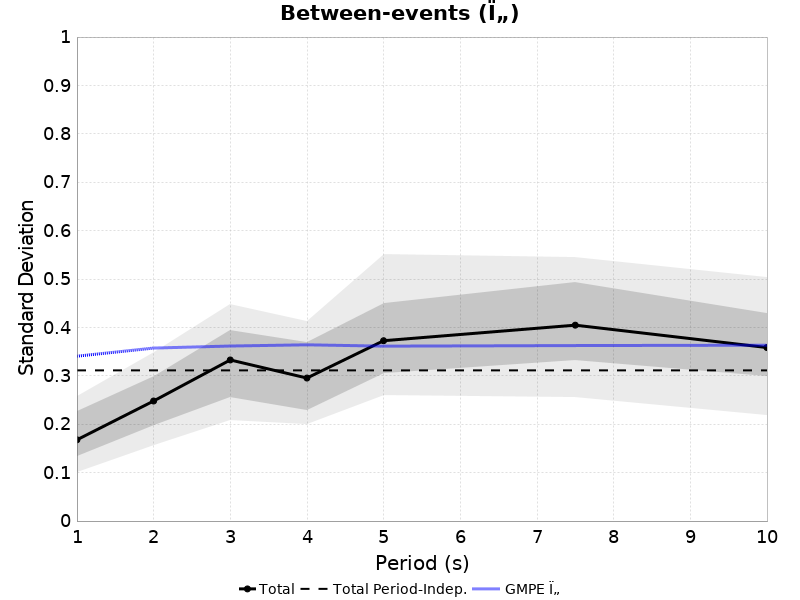 Between-events (Ï„)
Standard Deviation
1
0.9
0.8
0.7
0.6
0.5
0.4
0.3
0.2
0.1
0
1 2 3 4 5 6 7 8 9 10
Period (s)
Total Total Period-Indep. GMPE Ï„